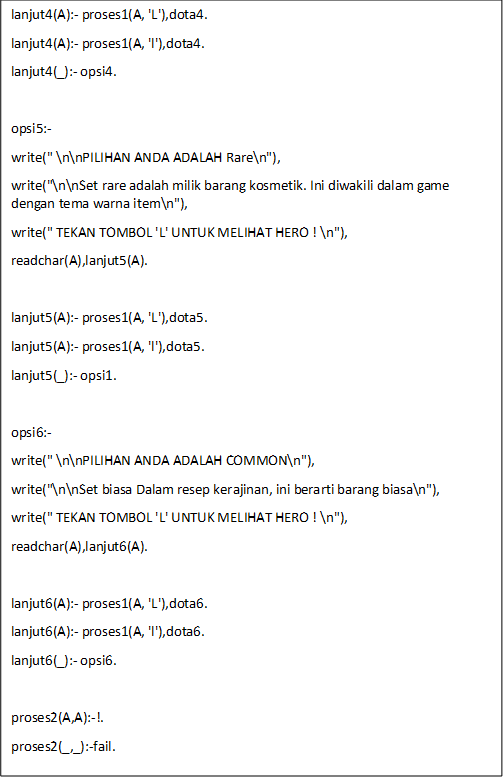 lanjut4(A):- proses1(A, 'L'),dota4.
lanjut4(A):- proses1(A, 'l'),dota4.
lanjut4(_):- opsi4.
opsi5:-
write(" \n\nPILIHAN ANDA ADALAH Rare\n"),
write("\n\nSet rare adalah milik barang kosmetik. Ini diwakili dalam game
dengan tema warna item\n"),
write(" TEKAN TOMBOL 'L' UNTUK MELIHAT HERO ! \n"),
readchar(A),lanjut5(A).
lanjut5(A):- proses1(A, 'L'),dota5.
lanjut5(A):- proses1(A, 'l'),dota5.
lanjut5(_):- opsi1.
opsi6:-
write(" \n\nPILIHAN ANDA ADALAH COMMON\n"),
write("\n\nSet biasa Dalam resep kerajinan, ini berarti barang biasa\n"),
write(" TEKAN TOMBOL 'L' UNTUK MELIHAT HERO ! \n"),
readchar(A),lanjut6(A).
lanjut6(A):- proses1(A, 'L'),dota6.
lanjut6(A):- proses1(A, 'l'),dota6.
lanjut6(_):- opsi6.
proses2(A,A):-!.
proses2(_,_):-fail.